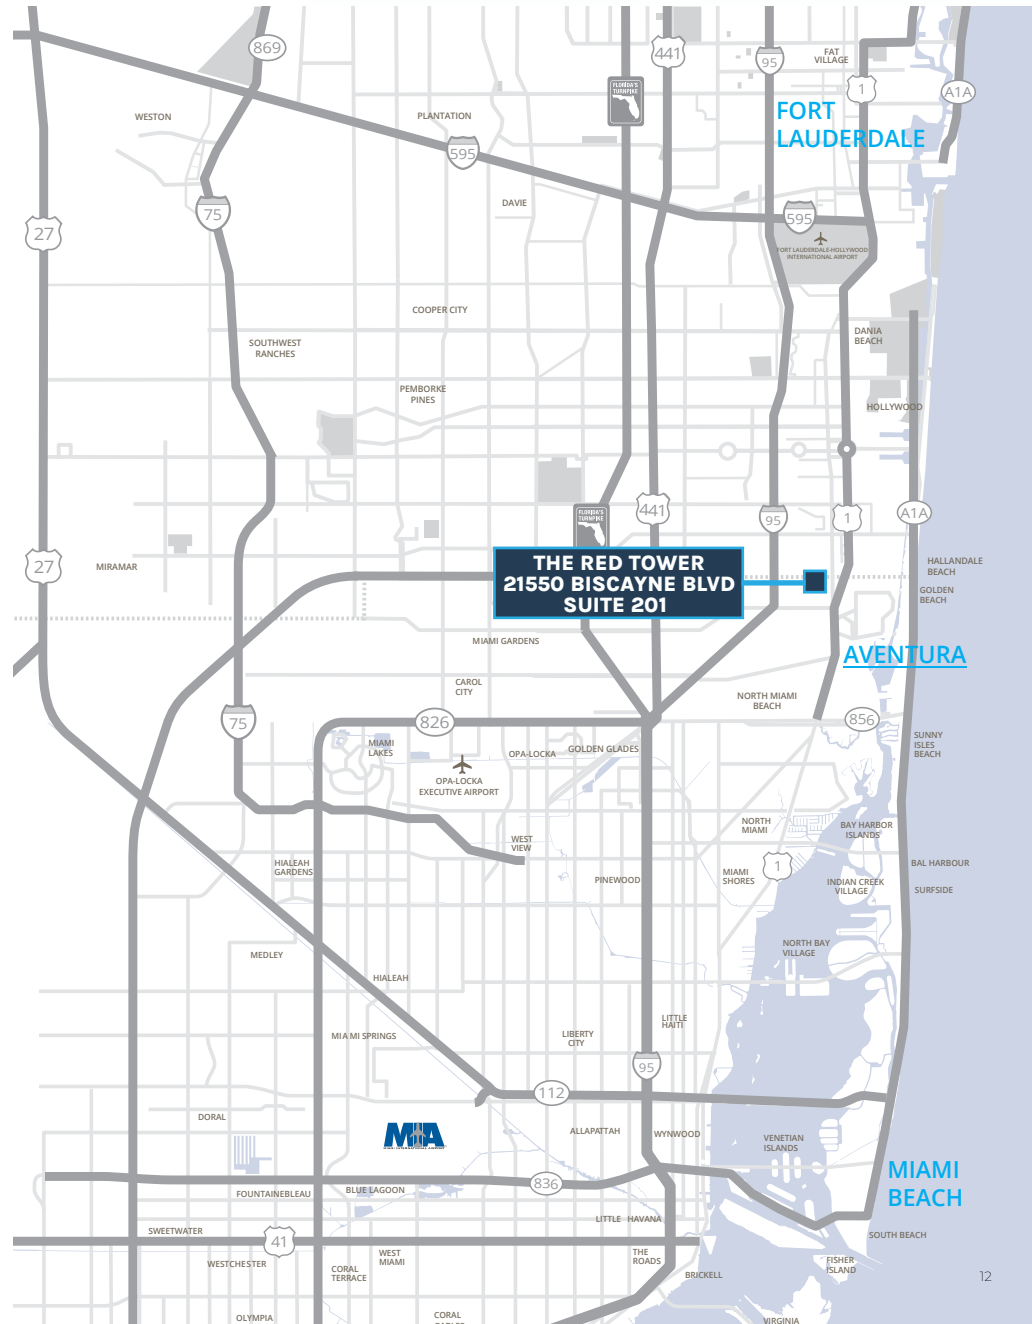 869
441
95
FAT
VILLAGE
1
A1A
FLORIDA'S
TURNPIKE
FORT
LAUDERDALE
WESTON
PLANTATION
595
DAVIE
75
27
595
FORT LAUDERDALE-HOLLYWOOD
INTERNATIONAL AIRPORT
COOPER CITY
SOUTHWEST
RANCHES
DANIA
BEACH
PEMBORKE
PINES
HOLLYWOOD
FLORIDA'S
TURNPIKE
441
95
1
A1A
27
MIRAMAR
THE RED TOWER
21550 BISCAYNE BLVD
SUITE 201
HALLANDALE
BEACH
GOLDEN
BEACH
MIAMI GARDENS
AVENTURA
CAROL
CITY
NORTH MIAMI
BEACH
75
826
856
MIAMI
LAKES
OPA-LOCKA
GOLDEN GLADES
SUNNY
ISLES
BEACH
OPA-LOCKA
EXECUTIVE AIRPORT
NORTH
MIAMI
BAY HARBOR
ISLANDS
WEST
VIEW
HIALEAH
GARDENS
PINEWOOD
MIAMI
SHORES
1
BAL HARBOUR
INDIAN CREEK
VILLAGE
SURFSIDE
MEDLEY
NORTH BAY
VILLAGE
HIALEAH
LITTLE
HAITI
MIA MI SPRINGS
LIBERTY
CITY
95
112
DORAL
MIA
MIAMI INTERNATIONAL AIRPORT
ALLAPATTAH
WYNWOOD
VENETIAN
ISLANDS
MIAMI
BEACH
836
FOUNTAINEBLEAU
BLUE LAGOON
LITTLE HAVANA
SWEETWATER
41
SOUTH BEACH
WESTCHESTER
WEST
MIAMI
THE
ROADS
CORAL
TERRACE
BRICKELL
FISHER
ISLAND
12
OLYMPIA
CORAL
VIRGINIA